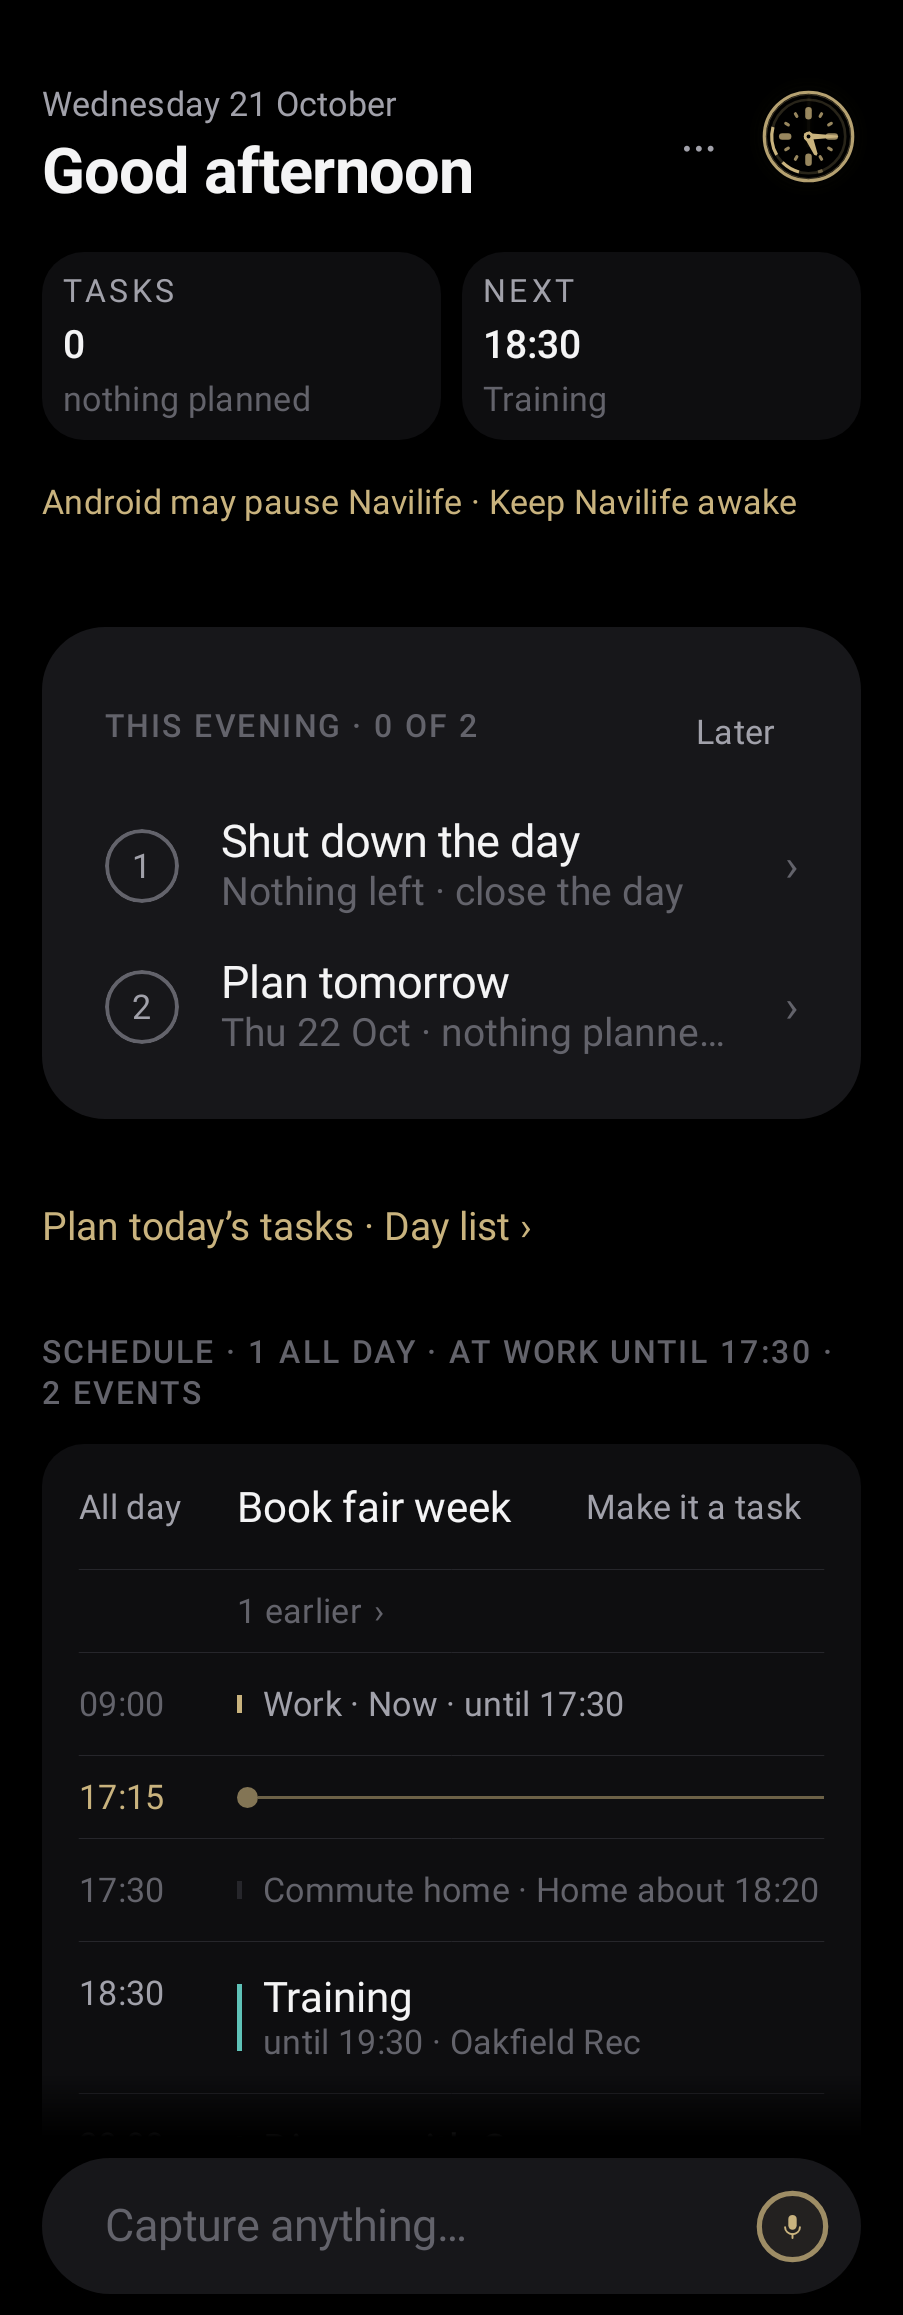 Wednesday 21 October
Good afternoon
...
TASKS
0
nothing planned
NEXT
18:30
Training
Android may pause Navilife · Keep Navilife awake
THIS EVENING · 0 OF 2
Later
1
Shut down the day
Nothing left · close the day
›
2
Plan tomorrow
Thu 22 Oct · nothing planne...
›
Plan today’s tasks · Day list ›
SCHEDULE · 1 ALL DAY · AT WORK UNTIL 17:30 ·
2 EVENTS
All day Book fair week Make it a task
1 earlier ›
09:00 Work · Now · until 17:30
17:15
17:30 Commute home · Home about 18:20
18:30 Training
until 19:30 · Oakfield Rec
Capture anything...